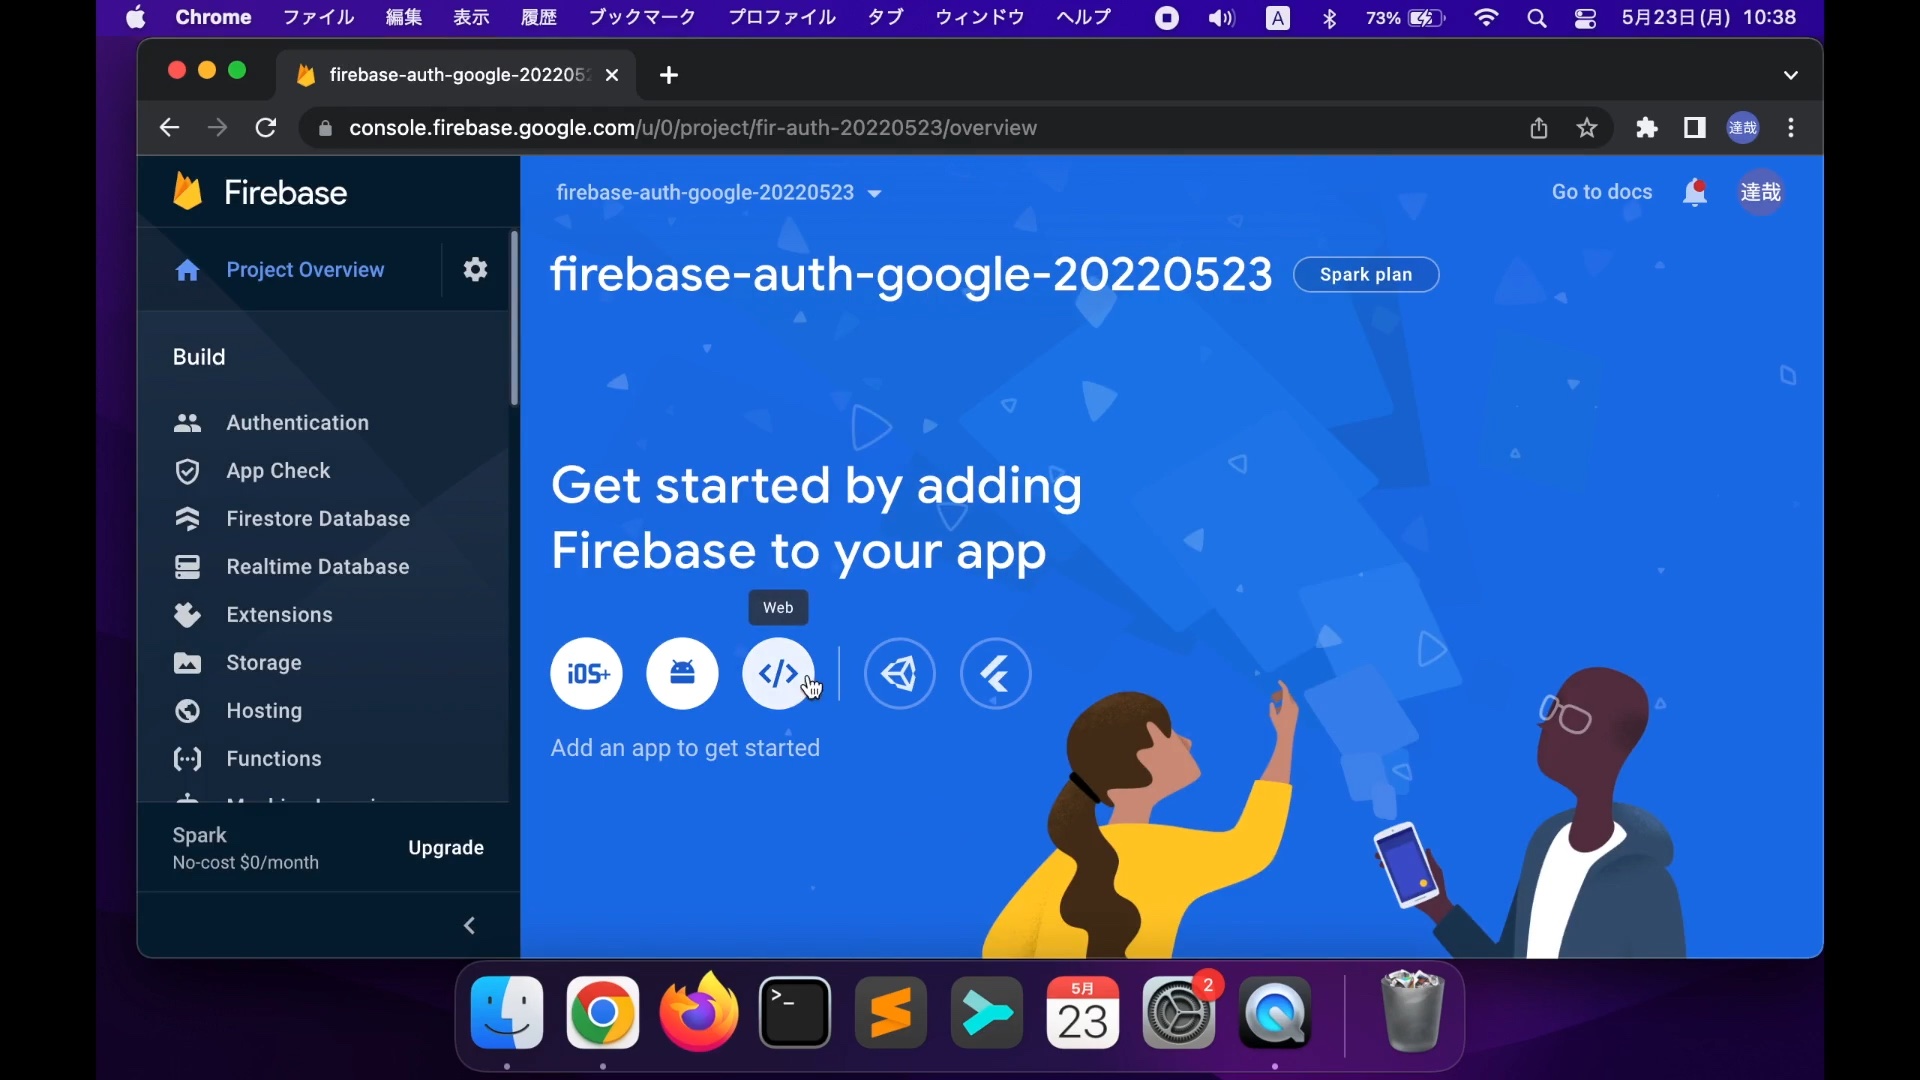 Chrome ファイル 編集 表示 履歴 ブックマーク プロファイル タブ ウィンドウ ヘルプ A 73% 5月23日(月) 10:38
firebase-auth-google-202205
console.firebase.google.com/u/0/project/fir-auth-20220523/overview 達哉
Firebase
firebase-auth-google-20220523 Go to docs 達哉
Project Overview
firebase-auth-google-20220523 Spark plan
Build
Authentication
App Check
Firestore Database
Realtime Database
Extensions
Storage
Hosting
Functions
Spark
No-cost $0/month
Upgrade
Get started by adding
Firebase to your app
Web
iOS+ </>
Add an app to get started
>_
5月
23
2